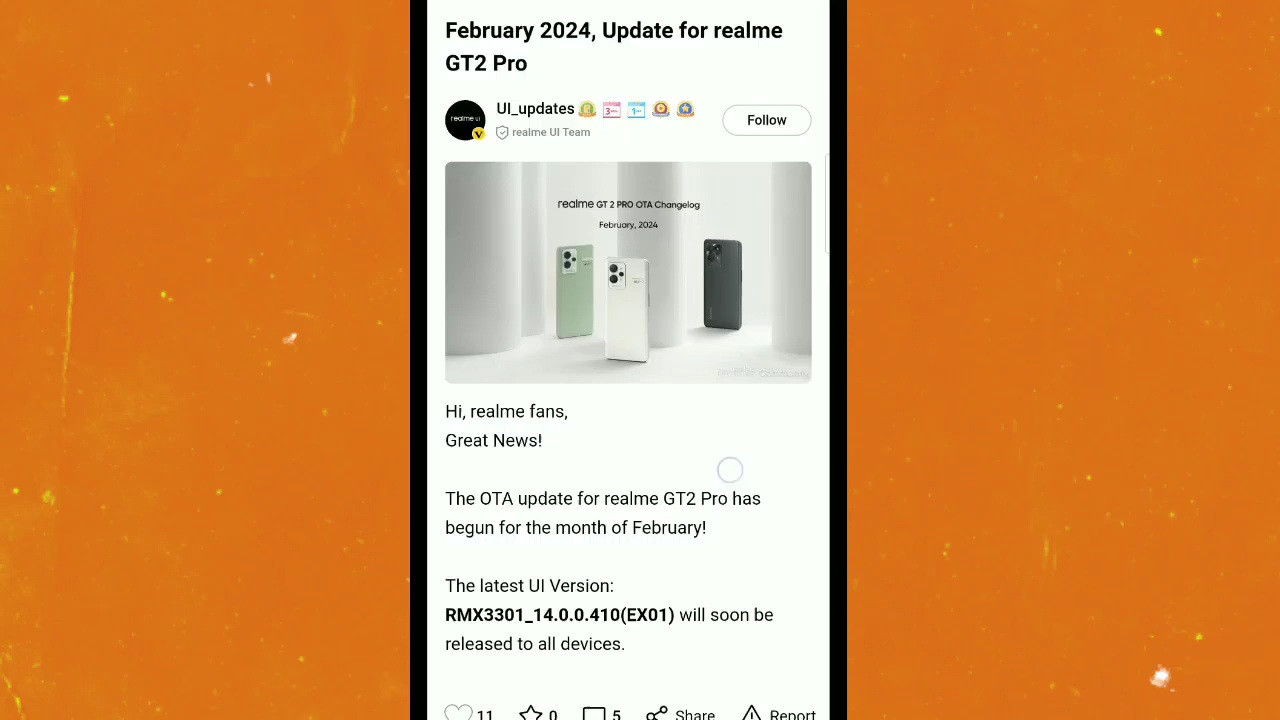 February 2024, Update for realme
GT2 Pro
UI_updates
realme UI
realme UI Team
Follow
realme GT 2 PRO OTA Changelog
February, 2024
Hi, realme fans,
Great News!
The OTA update for realme GT2 Pro has
begun for the month of February!
The latest UI Version:
RMX3301_14.0.0.410(EX01) will soon be
released to all devices.
11 0 5 Share Report